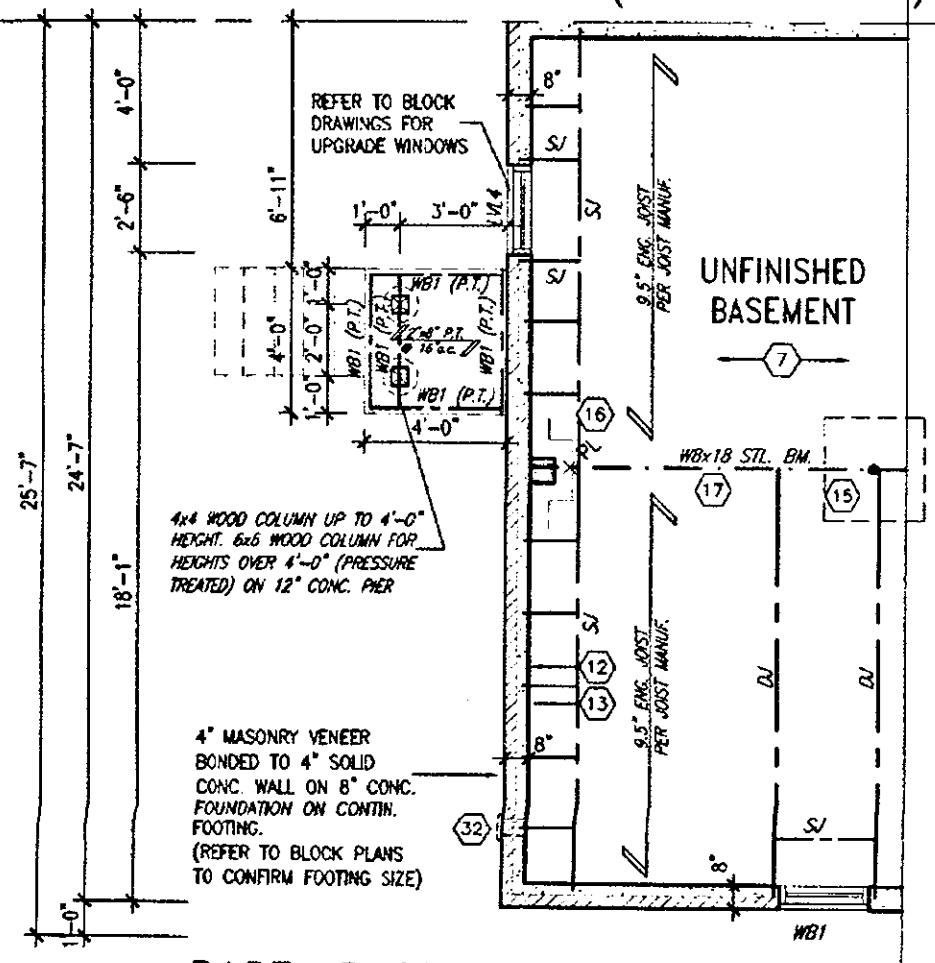 4'-0"
2'-6"
6'-11"
25'-7"
24'-7"
18'-1"
1'-0"
REFER TO BLOCK
DRAWINGS FOR
UPGRADE WINDOWS
8"
SJ
SJ
SJ
LVL4
1'-0"
3'-0"
1'-0"
4'-0"
2'-0"
1'-0"
WB1 (P.T.)
WB1 (P.T.)
WB1 (P.T.)
WB1 (P.T.)
WB1 (P.T.)
2"x8" P.T.
@ 16"o.c.
4'-0"
9.5" ENG. JOIST
PER JOIST MANUF.
UNFINISHED
BASEMENT
7
16
PL
W8x18 STL. BM.
17
15
4x4 WOOD COLUMN UP TO 4'-0"
HEIGHT. 6x6 WOOD COLUMN FOR
HEIGHTS OVER 4'-0" (PRESSURE
TREATED) ON 12" CONC. PIER
SJ
12
13
9.5" ENG. JOIST
PER JOIST MANUF.
DJ
DJ
4" MASONRY VENEER
BONDED TO 4" SOLID
CONC. WALL ON 8" CONC.
FOUNDATION ON CONTIN.
FOOTING.
(REFER TO BLOCK PLANS
TO CONFIRM FOOTING SIZE)
8"
32
SJ
8"
WB1